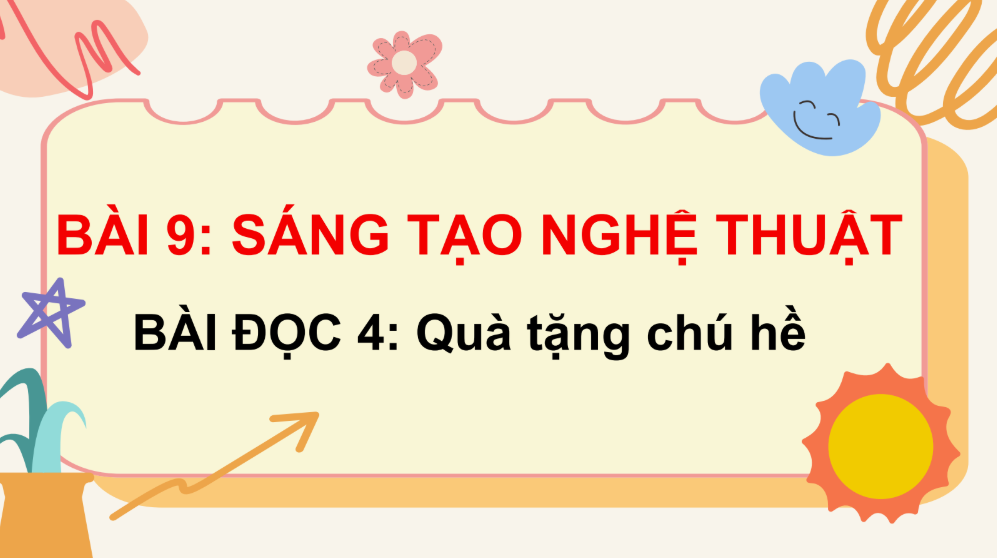 BÀI 9: SÁNG TẠO NGHỆ THUẬT
BÀI ĐỌC 4: Quà tặng chú hề